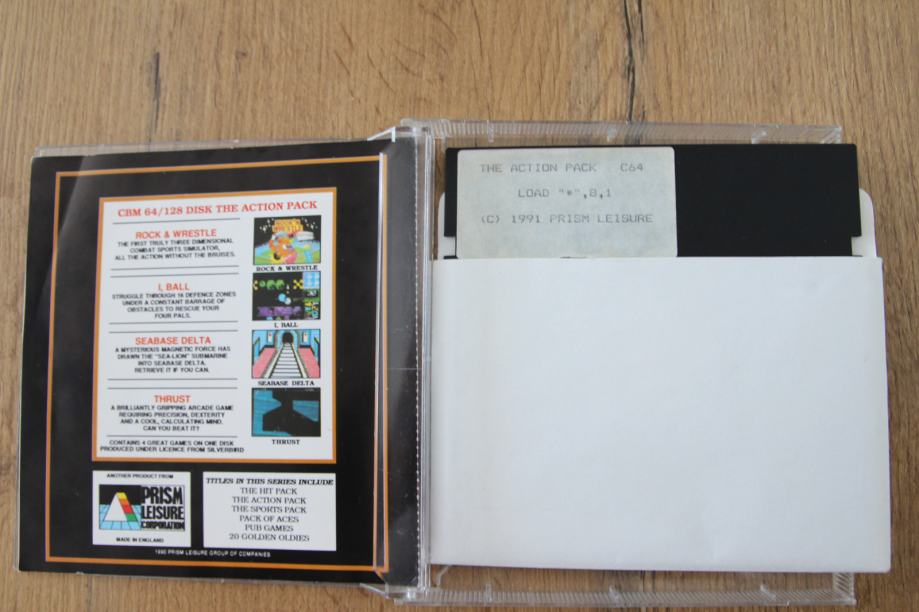 CBM 64/128 DISK THE ACTION PACK
ROCK & WRESTLE
THE FIRST TRULY THREE DIMENSIONAL
COMBAT SPORTS SIMULATOR,
ALL THE ACTION WITHOUT THE BRUISES.
ROCK & WRESTLE
I, BALL
STRUGGLE THROUGH 16 DEFENCE ZONES
UNDER A CONSTANT BARRAGE OF
OBSTACLES TO RESCUE YOUR
FOUR PALS.
I, BALL
SEABASE DELTA
A MYSTERIOUS MAGNETIC FORCE HAS
DRAWN THE "SEA-LION" SUBMARINE
INTO SEABASE DELTA.
RETRIEVE IT IF YOU CAN.
SEABASE DELTA
THRUST
A BRILLIANTLY GRIPPING ARCADE GAME
REQUIRING PRECISION, DEXTERITY
AND A COOL, CALCULATING MIND.
CAN YOU BEAT IT?
THRUST
CONTAINS 4 GREAT GAMES ON ONE DISK
PRODUCED UNDER LICENCE FROM SILVERBIRD
ANOTHER PRODUCT FROM
PRISM
LEISURE
CORPORATION
MADE IN ENGLAND
TITLES IN THIS SERIES INCLUDE
THE HIT PACK
THE ACTION PACK
THE SPORTS PACK
PACK OF ACES
PUB GAMES
20 GOLDEN OLDIES
1990 PRISM LEISURE GROUP OF COMPANIES
THE ACTION PACK C64
LOAD "*",8,1
(C) 1991 PRISM LEISURE